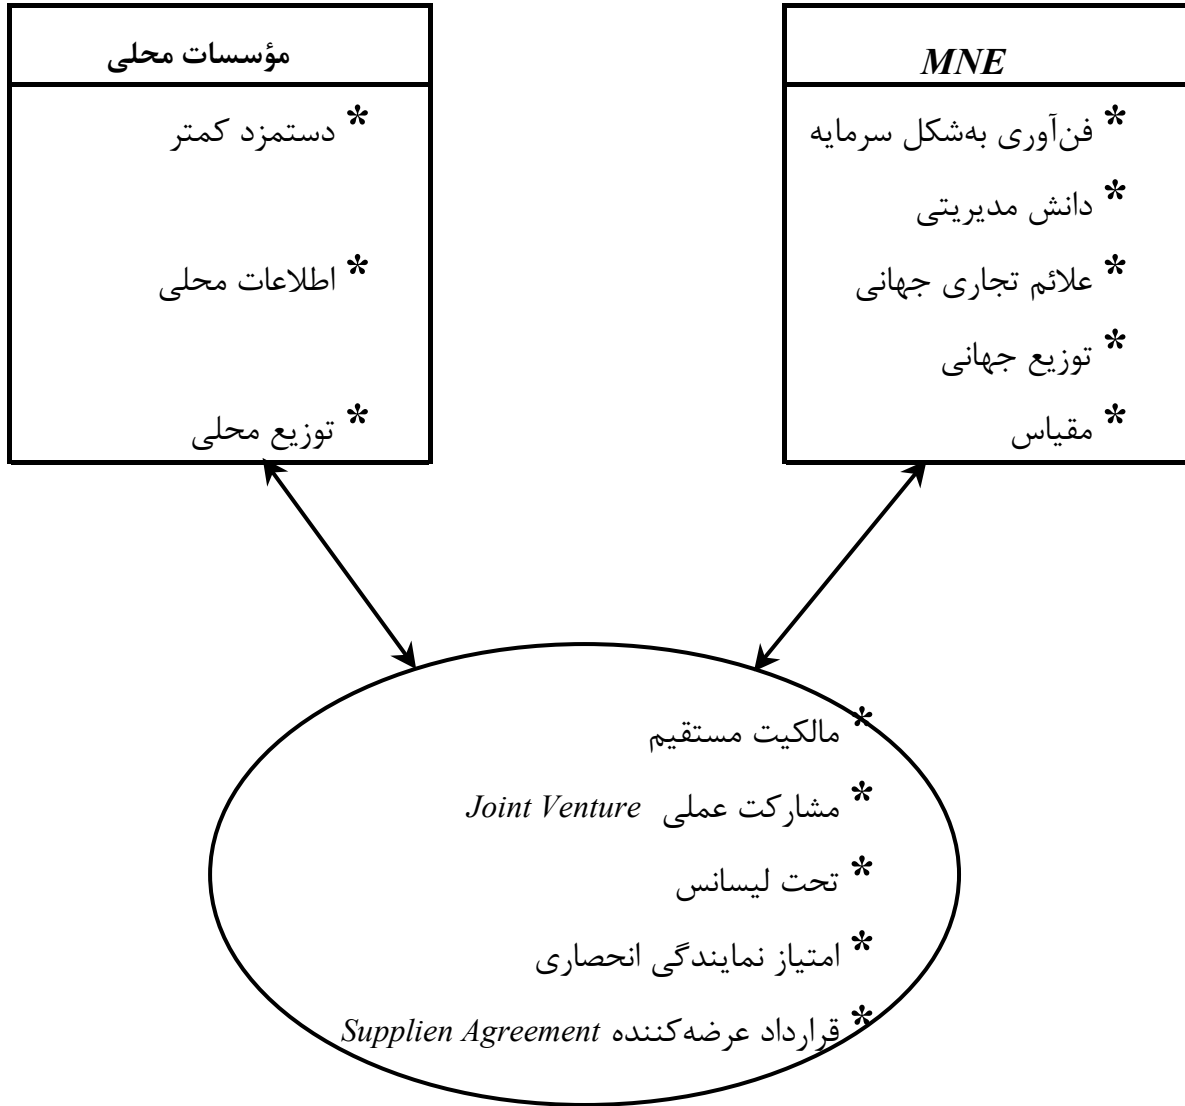 MNE
* فن‌آوری به‌شکل سرمایه
* دانش مدیریتی
* علائم تجاری جهانی
* توزیع جهانی
* مقیاس
مؤسسات محلی
* دستمزد کمتر
* اطلاعات محلی
* توزیع محلی
* مالکیت مستقیم
* مشارکت عملی Joint Venture
* تحت لیسانس
* امتیاز نمایندگی انحصاری
* قرارداد عرضه‌کننده Supplien Agreement